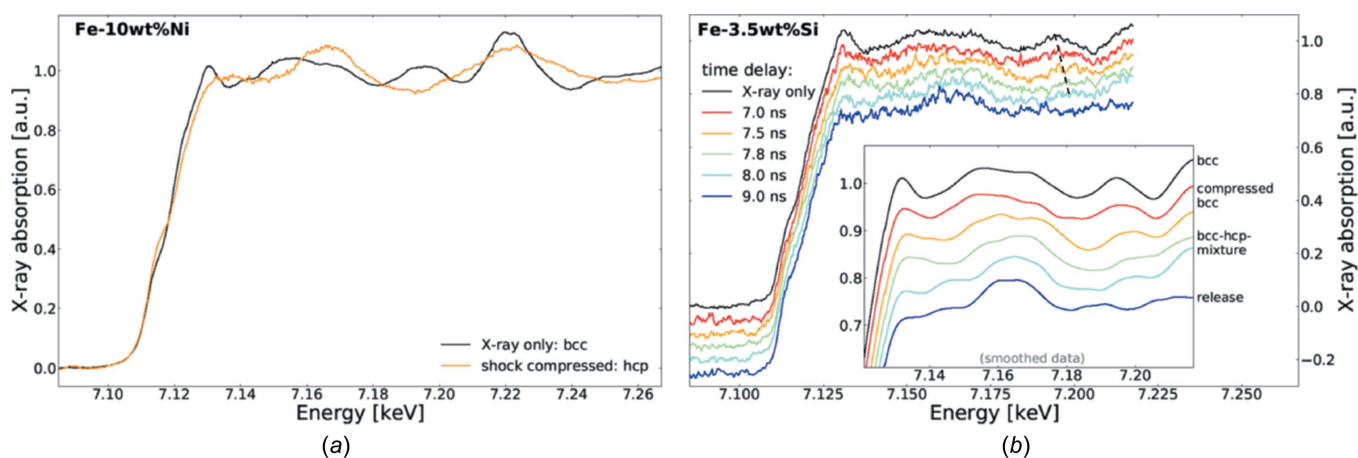 Fe-10wt%Ni
X-ray absorption [a.u.]
1.0
0.8
0.6
0.4
0.2
0.0
X-ray only: bcc
shock compressed: hcp
7.10 7.12 7.14 7.16 7.18 7.20 7.22 7.24 7.26
Energy [keV]
(a)
Fe-3.5wt%Si
time delay:
X-ray only
7.0 ns
7.5 ns
7.8 ns
8.0 ns
9.0 ns
1.0
0.9
0.8
0.7
bcc
compressed
bcc
bcc-hcp-
mixture
release
(smoothed data)
7.14 7.16 7.18 7.20
1.0
0.8
0.6
0.4
0.2
0.0
−0.2
X-ray absorption [a.u.]
7.100 7.125 7.150 7.175 7.200 7.225 7.250
Energy [keV]
(b)